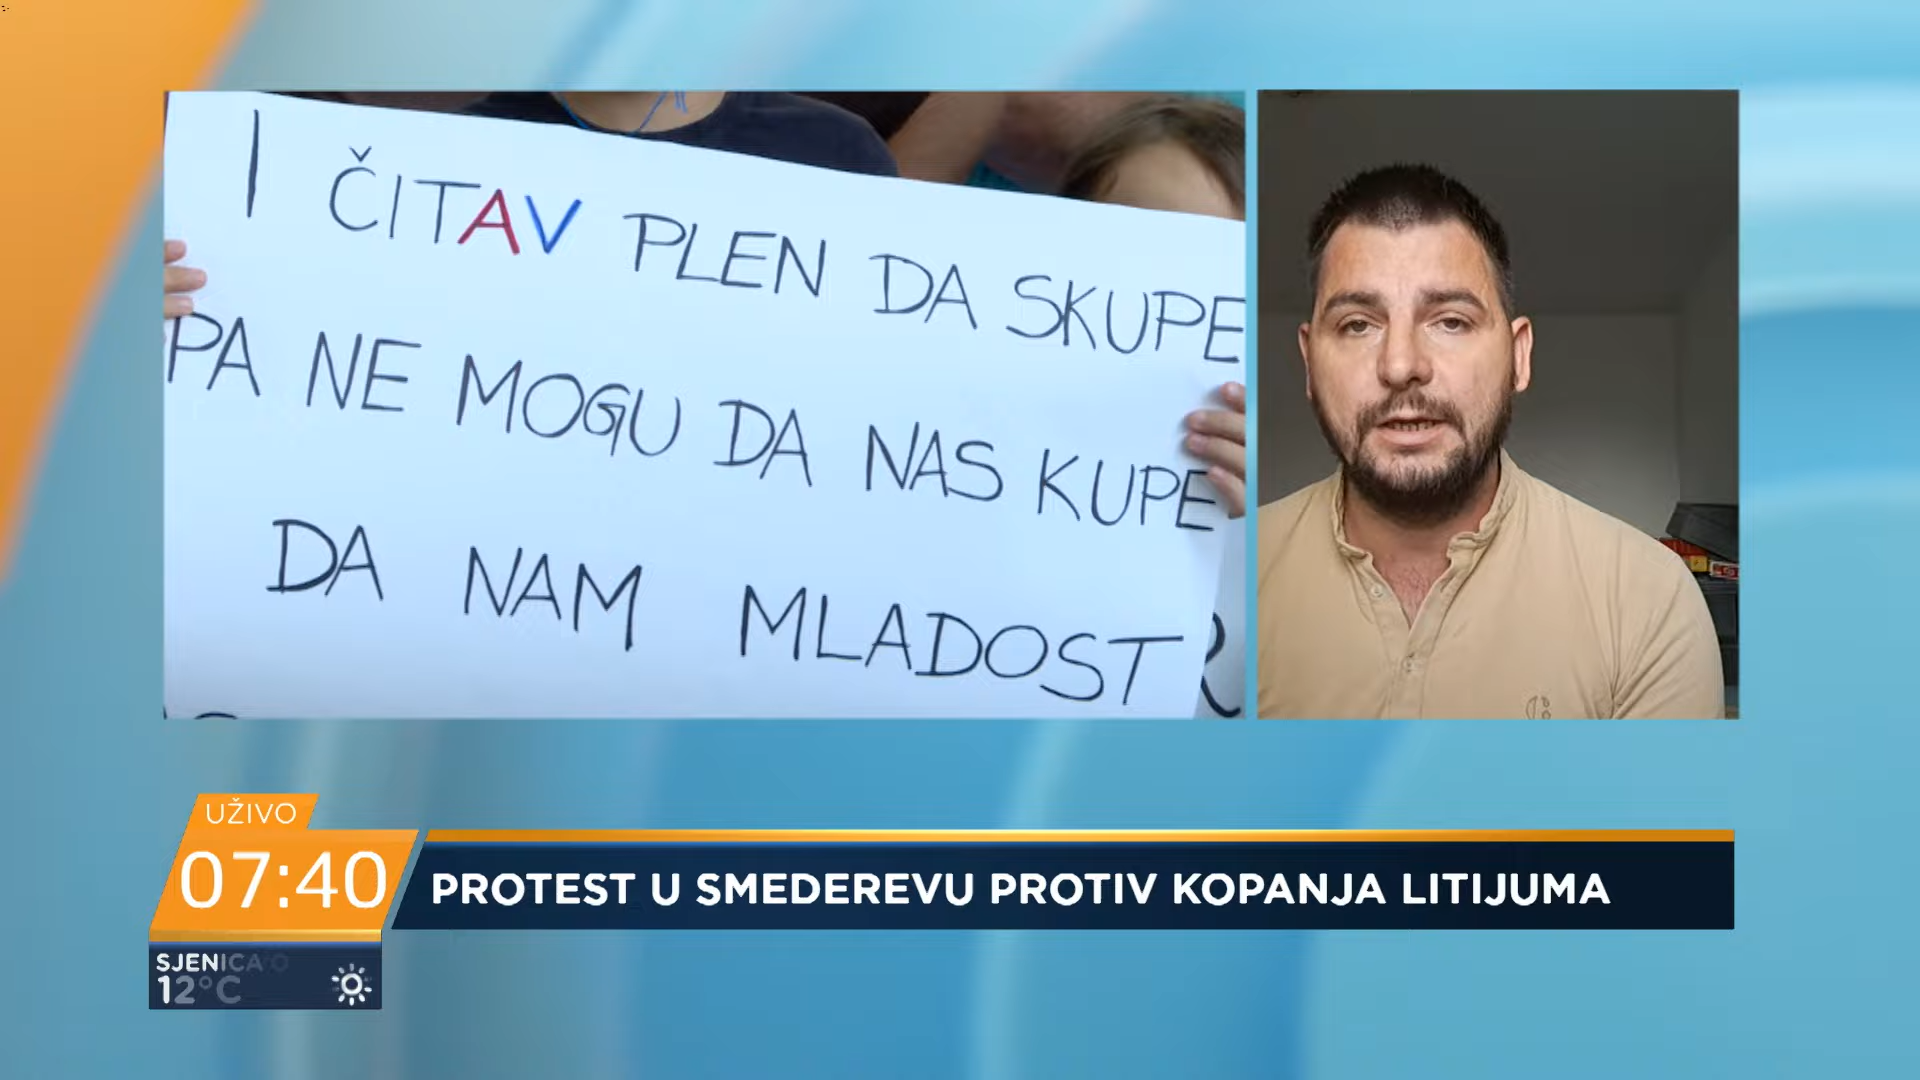 I ČITAV PLEN DA SKUPE
PA NE MOGU DA NAS KUPE
DA NAM MLADOST
UŽIVO
07:40
PROTEST U SMEDEREVU PROTIV KOPANJA LITIJUMA
SJENICA
12°C